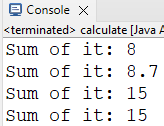 Console
<terminated> calculate [Java A
Sum of it: 8
Sum of it: 8.7
Sum of it: 15
Sum of it: 15